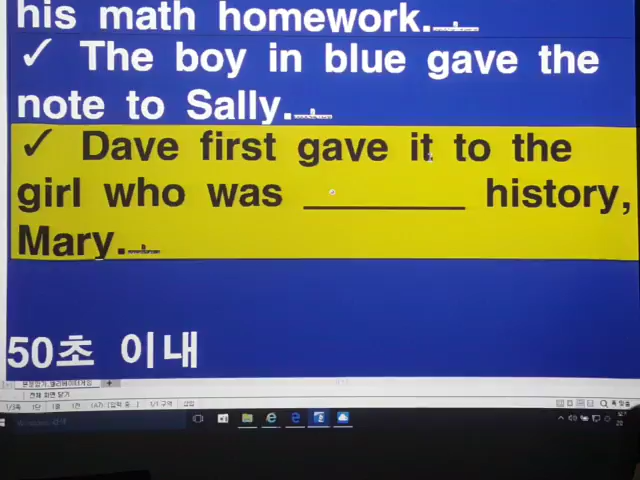 his math homework.
✓ The boy in blue gave the
note to Sally.
✓ Dave first gave it to the
girl who was ________ history,
Mary.
50초 이내